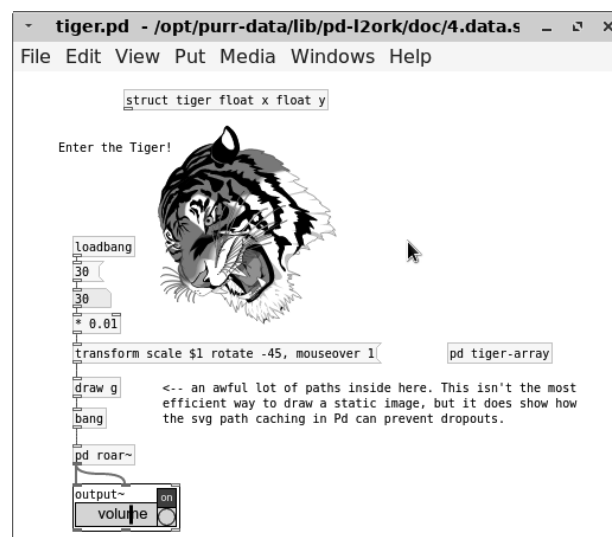 tiger.pd - /opt/purr-data/lib/pd-l2ork/doc/4.data.s
File Edit View Put Media Windows Help
struct tiger float x float y
Enter the Tiger!
loadbang
30
30
* 0.01
transform scale $1 rotate -45, mouseover 1
pd tiger-array
draw g
<-- an awful lot of paths inside here. This isn't the most
efficient way to draw a static image, but it does show how
the svg path caching in Pd can prevent dropouts.
bang
pd roar~
output~
on
volume